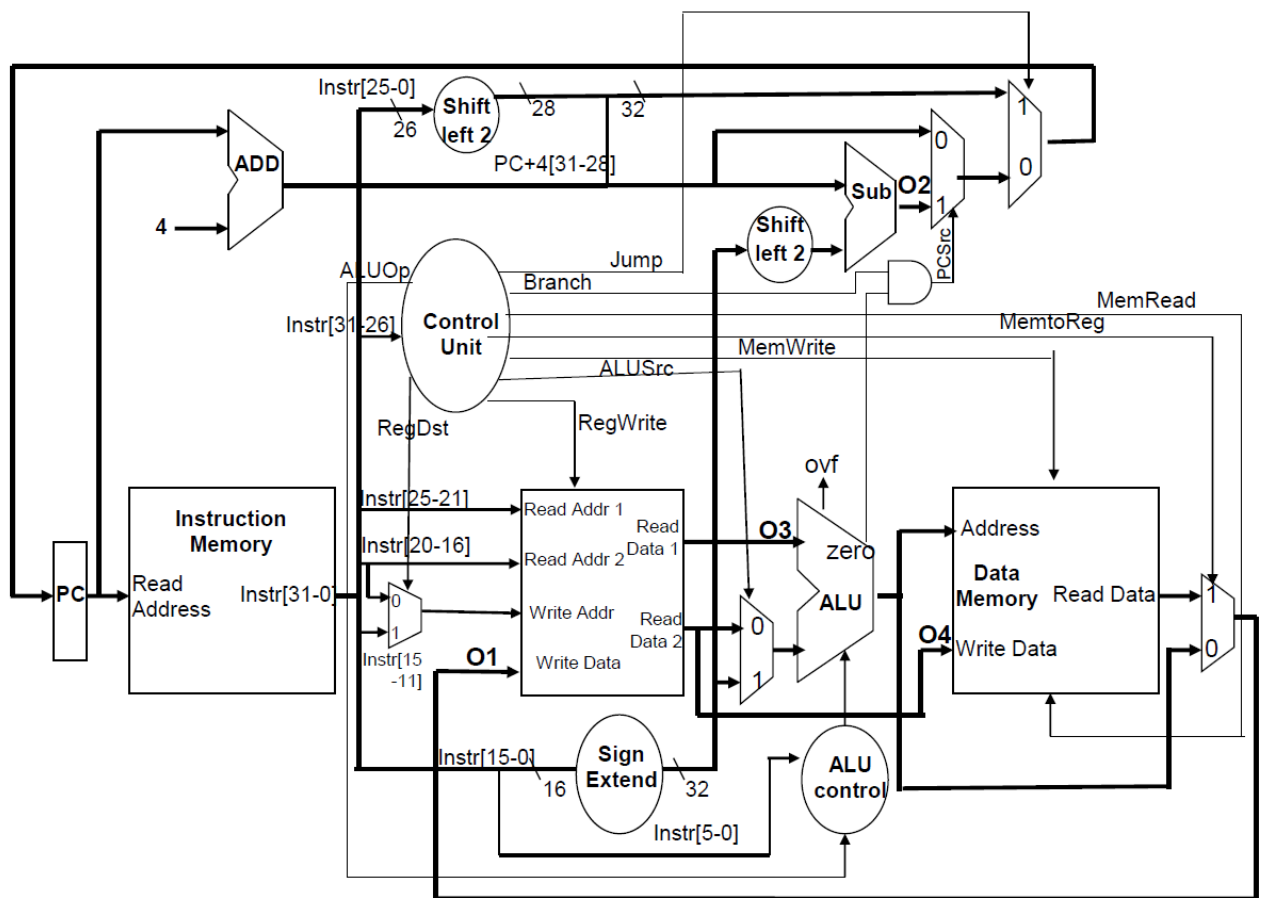 Instr[25-0]
26
Shift
left 2
28
32
1
0
ADD
4
PC+4[31-28]
Sub
O2
0
1
Shift
left 2
PCSrc
ALUOp
Jump
Branch
MemRead
Instr[31-26]
Control
Unit
MemtoReg
MemWrite
ALUSrc
RegDst
RegWrite
ovf
Instruction
Memory
Instr[25-21]
Read Addr 1
Read
Data 1
O3
zero
Address
Instr[20-16]
Read Addr 2
PC
Read
Address
Instr[31-0]
0
1
Write Addr
ALU
Data
Memory
Read Data
1
0
Read
Data 2
0
1
O4
Write Data
Instr[15
-11]
O1
Write Data
Instr[15-0]
16
Sign
Extend
32
ALU
control
Instr[5-0]